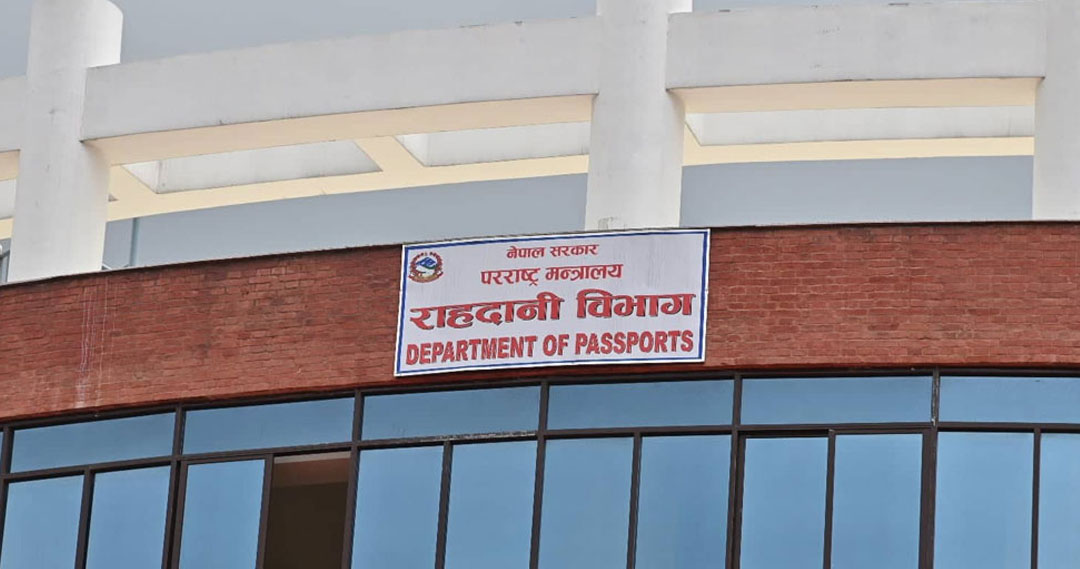 नेपाल सरकार
परराष्ट्र मन्त्रालय
राहदानी विभाग
DEPARTMENT OF PASSPORTS